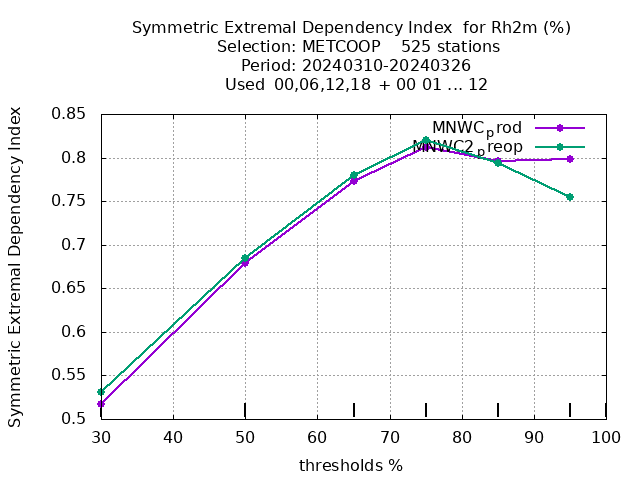 Symmetric Extremal Dependency Index for Rh2m (%)
Selection: METCOOP 525 stations
Period: 20240310-20240326
Used 00,06,12,18 + 00 01 ... 12
Symmetric Extremal Dependency Index
0.85
0.8
0.75
0.7
0.65
0.6
0.55
0.5
MNWCprod
MNWC2preop
30 40 50 60 70 80 90 100
thresholds %